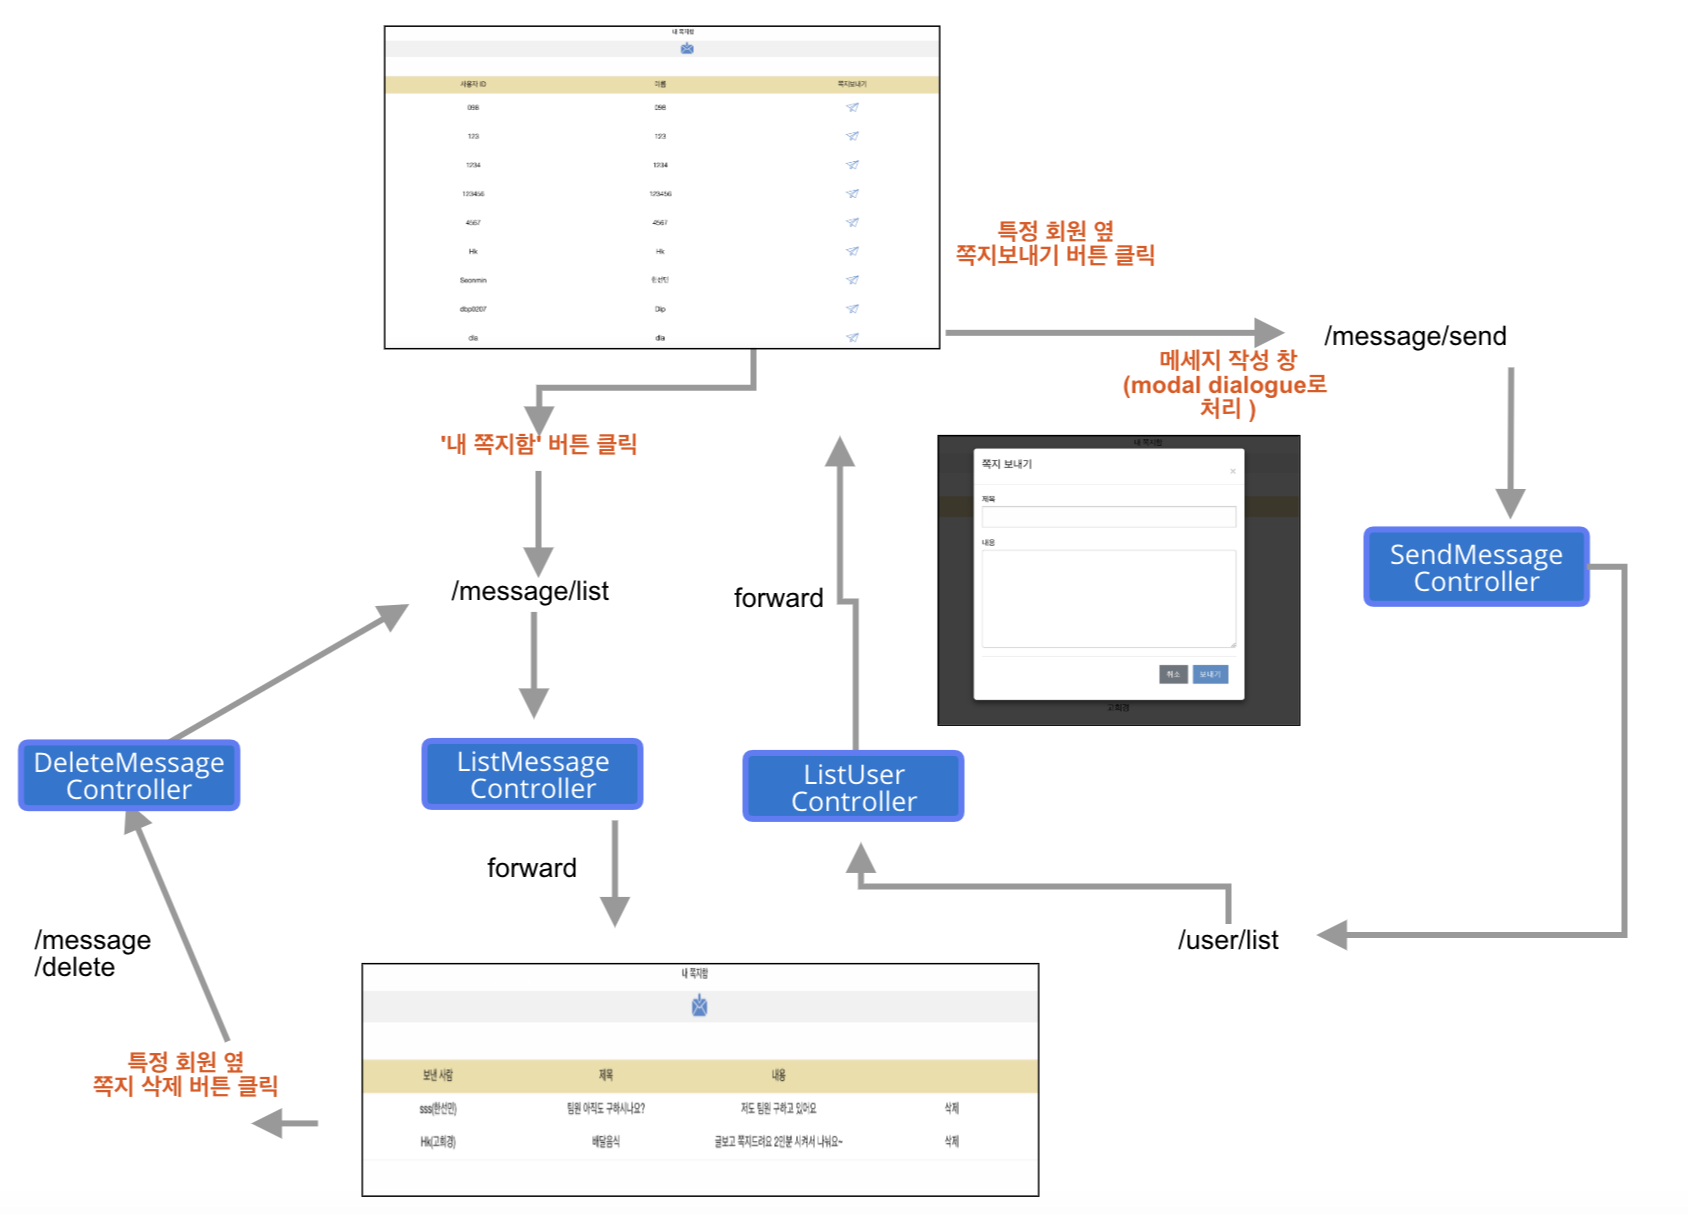 내 쪽지함
사용자 ID 이름 쪽지보내기
098 098
123 123
1234 1234
123456 123456
4567 4567
Hk Hk
Seonmin 한선민
dbp0207 Dbp
dla dla
특정 회원 옆
쪽지보내기 버튼 클릭
/message/send
메세지 작성 창
(modal dialogue로
처리 )
'내 쪽지함' 버튼 클릭
내 쪽지함
쪽지 보내기
×
제목
내용
취소 보내기
고희경
/message/list
forward
SendMessage
Controller
DeleteMessage
Controller
ListMessage
Controller
ListUser
Controller
forward
/message
/delete
/user/list
특정 회원 옆
쪽지 삭제 버튼 클릭
내 쪽지함
보낸 사람 제목 내용
sss(한선민) 팀원 아직도 구하시나요? 저도 팀원 구하고 있어요 삭제
Hk(고희경) 배달음식 글보고 쪽지드려요 2인분 시켜서 나눠요~ 삭제